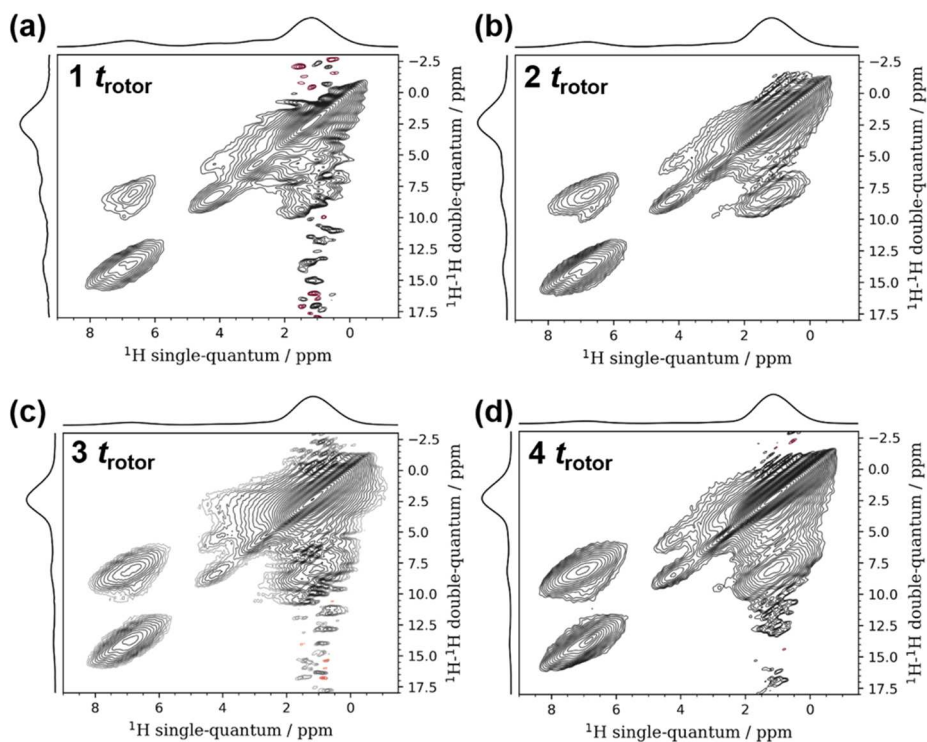 (a)
1 t_rotor
−2.5
0.0
2.5
5.0
7.5
10.0
12.5
15.0
17.5
¹H-¹H double-quantum / ppm
8 6 4 2 0
¹H single-quantum / ppm
(b)
2 t_rotor
−2.5
0.0
2.5
5.0
7.5
10.0
12.5
15.0
17.5
¹H-¹H double-quantum / ppm
8 6 4 2 0
¹H single-quantum / ppm
(c)
3 t_rotor
−2.5
0.0
2.5
5.0
7.5
10.0
12.5
15.0
17.5
¹H-¹H double-quantum / ppm
8 6 4 2 0
¹H single-quantum / ppm
(d)
4 t_rotor
−2.5
0.0
2.5
5.0
7.5
10.0
12.5
15.0
17.5
¹H-¹H double-quantum / ppm
8 6 4 2 0
¹H single-quantum / ppm